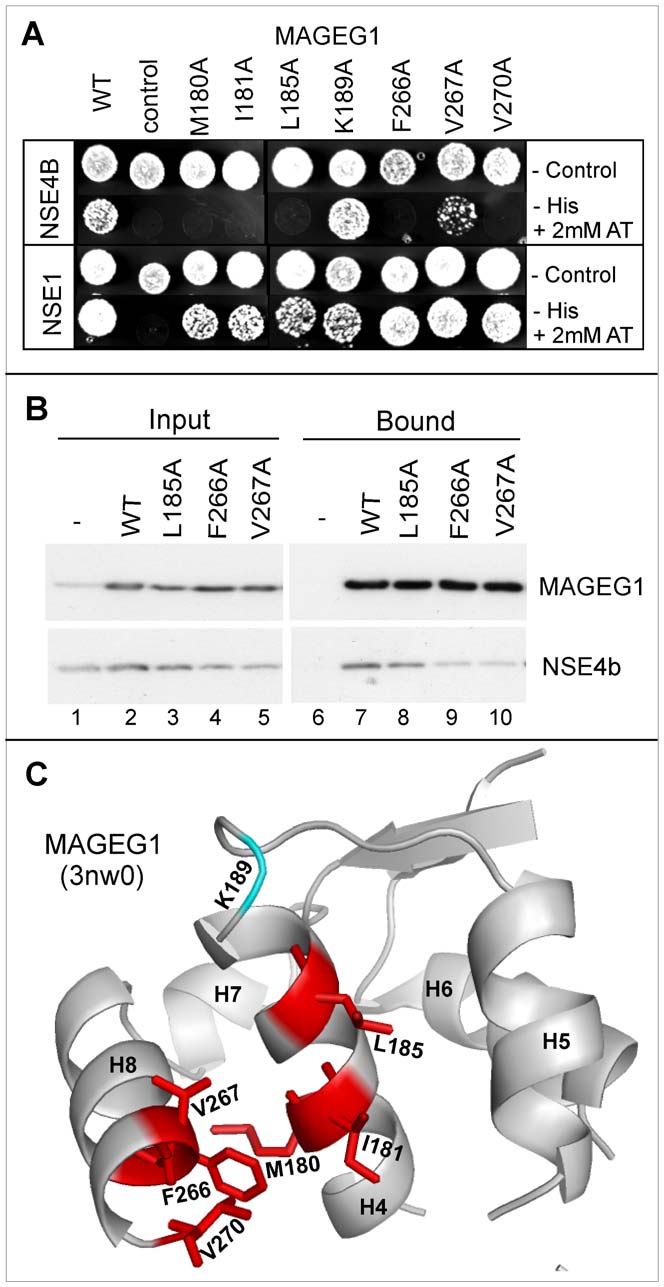 A
MAGEG1
WT control M180A I181A L185A K189A F266A V267A V270A
NSE4B
- Control
- His
+ 2mM AT
NSE1
- Control
- His
+ 2mM AT
B
Input Bound
- WT L185A F266A V267A - WT L185A F266A V267A
MAGEG1
NSE4b
1 2 3 4 5 6 7 8 9 10
C
MAGEG1
(3nw0)
K189
H7
H6
L185
H5
H8
V267
I181
M180
F266
H4
V270